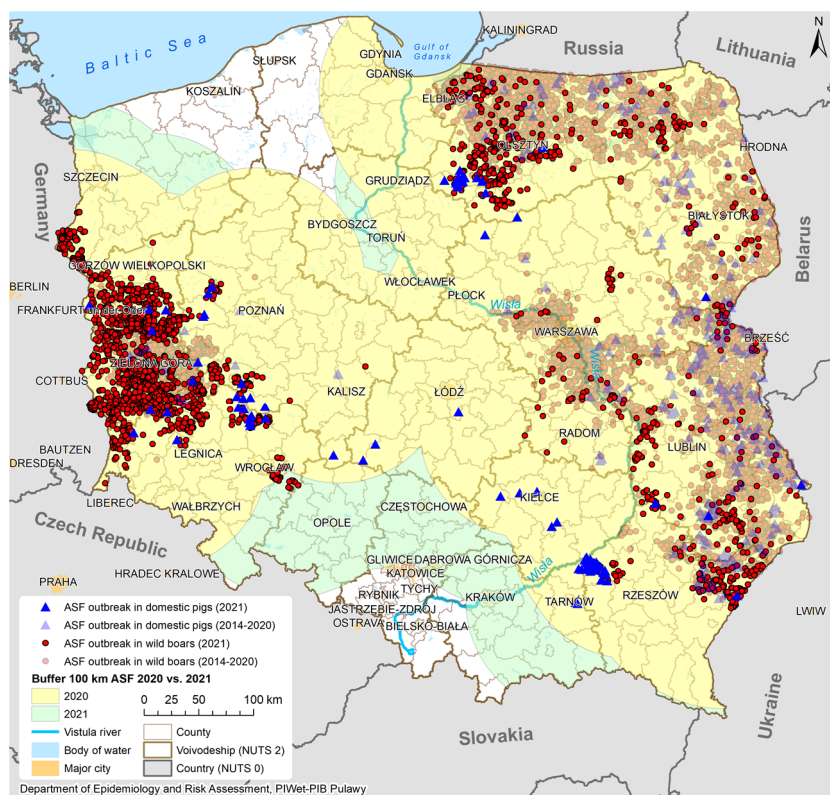 N
KALININGRAD
Baltic Sea
Gulf of
Gdansk
Russia
Lithuania
GDYNIA
SŁUPSK
GDAŃSK
KOSZALIN
ELBLĄG
OLSZTYN
HRODNA
Germany
SZCZECIN
GRUDZIĄDZ
BIAŁYSTOK
BYDGOSZCZ
TORUŃ
Belarus
GORZÓW WIELKOPOLSKI
WŁOCŁAWEK
BERLIN
PŁOCK
Wisła
FRANKFURT an der Oder
POZNAŃ
WARSZAWA
BRZEŚĆ
ZIELONA GÓRA
Wisła
COTTBUS
KALISZ
ŁÓDŹ
RADOM
LUBLIN
BAUTZEN
LEGNICA
DRESDEN
WROCŁAW
KIELCE
LIBEREC
WAŁBRZYCH
CZĘSTOCHOWA
OPOLE
Czech Republic
GLIWICE
DĄBROWA GÓRNICZA
HRADEC KRALOWE
KATOWICE
Wisła
PRAHA
TYCHY
RYBNIK
KRAKÓW
TARNÓW
RZESZÓW
JASTRZĘBIE-ZDRÓJ
LWIW
OSTRAVA
BIELSKO-BIAŁA
Ukraine
Slovakia
ASF outbreak in domestic pigs (2021)
ASF outbreak in domestic pigs (2014-2020)
ASF outbreak in wild boars (2021)
ASF outbreak in wild boars (2014-2020)
Buffer 100 km ASF 2020 vs. 2021
2020
0 25 50 100 km
2021
Vistula river
County
Body of water
Voivodeship (NUTS 2)
Major city
Country (NUTS 0)
Department of Epidemiology and Risk Assessment, PIWet-PIB Pulawy